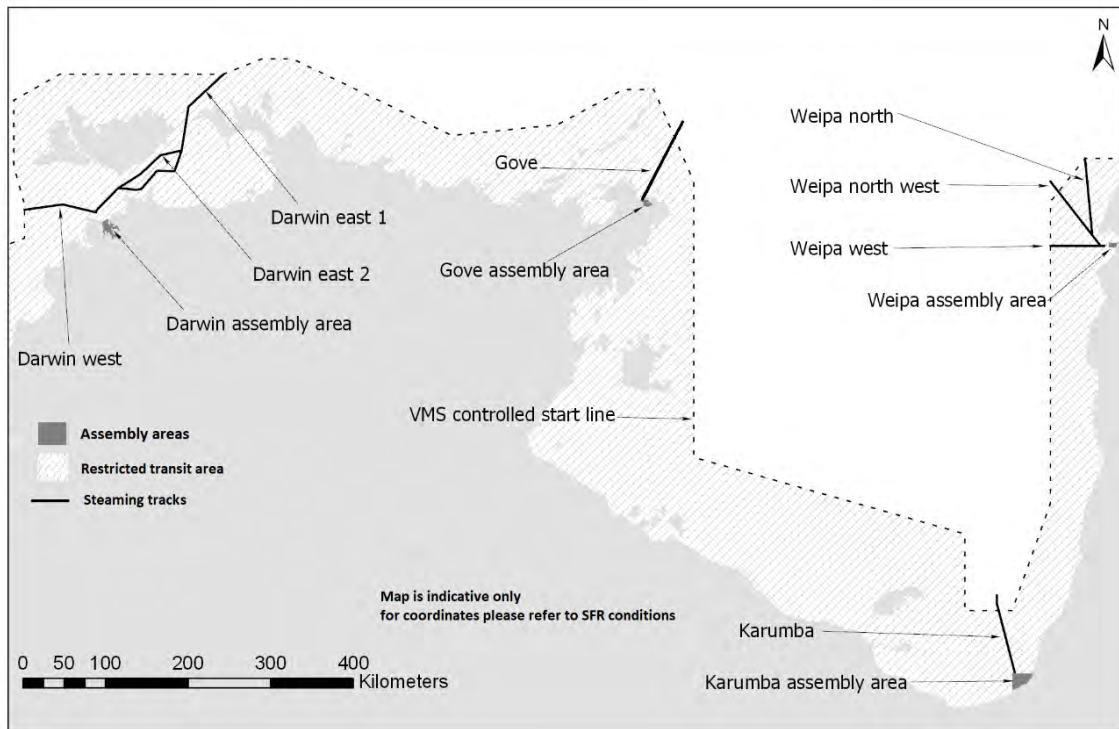 N
Weipa north
Gove
Weipa north west
Darwin east 1
Weipa west
Darwin east 2
Gove assembly area
Weipa assembly area
Darwin assembly area
Darwin west
VMS controlled start line
Assembly areas
Restricted transit area
Steaming tracks
Map is indicative only
for coordinates please refer to SFR conditions
Karumba
0 50 100 200 300 400
Kilometers
Karumba assembly area